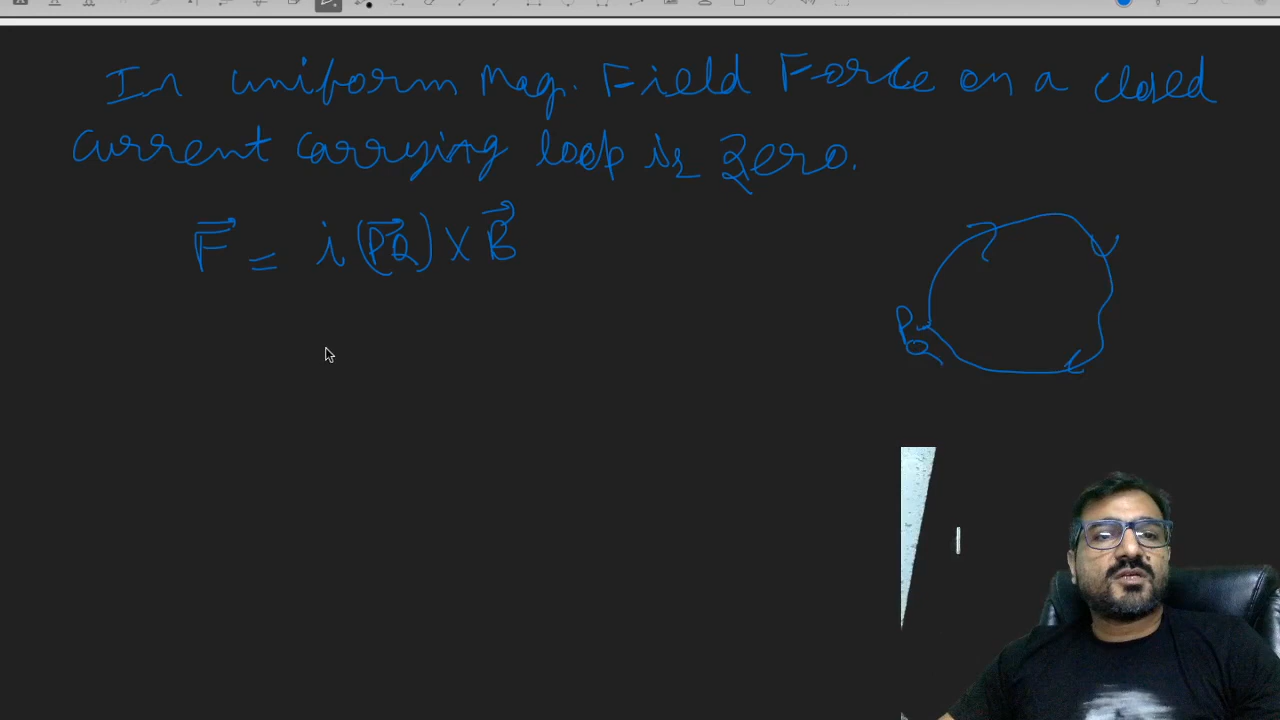 In uniform Mag. Field Force on a closed
current carrying loop is zero.
F⃗ = i(PQ⃗) × B⃗
P
Q